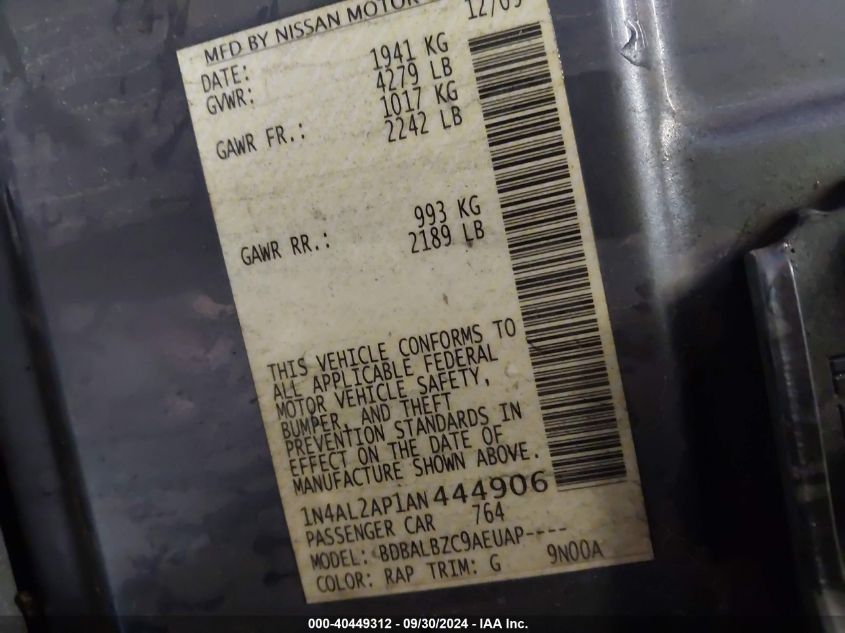 MFD BY NISSAN MOTOR
DATE: 12/09
GVWR: 1941 KG
4279 LB
GAWR FR.: 1017 KG
2242 LB
GAWR RR.: 993 KG
2189 LB
THIS VEHICLE CONFORMS TO
ALL APPLICABLE FEDERAL
MOTOR VEHICLE SAFETY,
BUMPER, AND THEFT
PREVENTION STANDARDS IN
EFFECT ON THE DATE OF
MANUFACTURE SHOWN ABOVE.
1N4AL2AP1AN444906
PASSENGER CAR 764
MODEL: BDBALBZC9AEUAP----
COLOR: RAP TRIM: G 9N00A
000-40449312 - 09/30/2024 - IAA Inc.